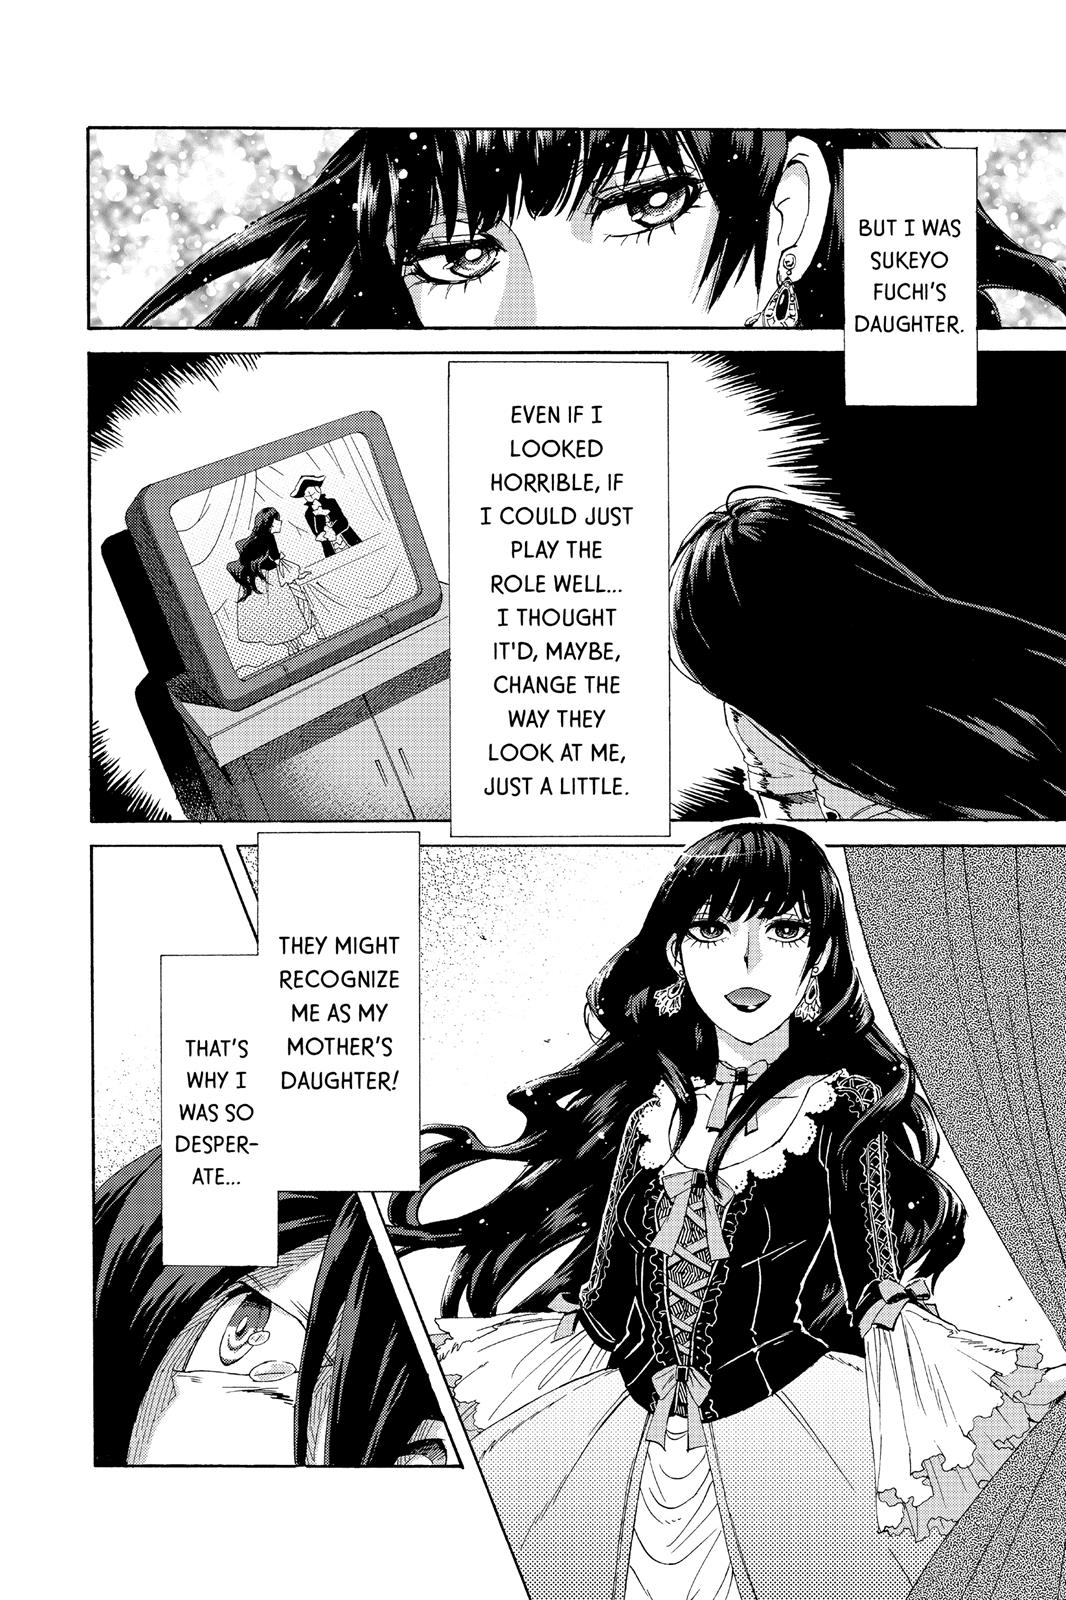 BUT I WAS
SUKEYO
FUCHI'S
DAUGHTER.
EVEN IF I
LOOKED
HORRIBLE, IF
I COULD JUST
PLAY THE
ROLE WELL...
I THOUGHT
IT'D, MAYBE,
CHANGE THE
WAY THEY
LOOK AT ME,
JUST A LITTLE.
THEY MIGHT
RECOGNIZE
ME AS MY
MOTHER'S
DAUGHTER!
THAT'S
WHY I
WAS SO
DESPER-
ATE...